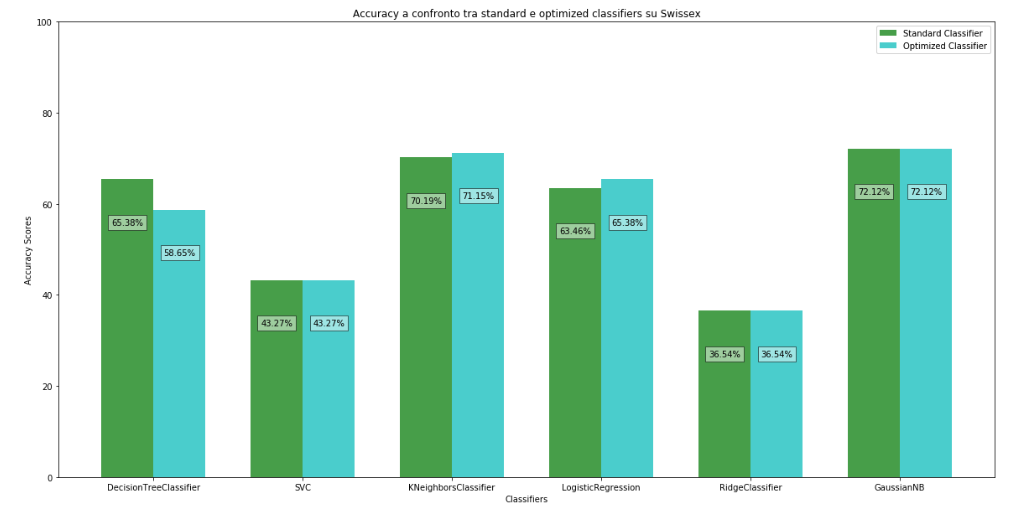 Accuracy a confronto tra standard e optimized classifiers su Swissex
Standard Classifier
Optimized Classifier
Accuracy Scores
100
80
60
40
20
0
65.38%
58.65%
43.27%
43.27%
70.19%
71.15%
63.46%
65.38%
36.54%
36.54%
72.12%
72.12%
DecisionTreeClassifier
SVC
KNeighborsClassifier
LogisticRegression
RidgeClassifier
GaussianNB
Classifiers